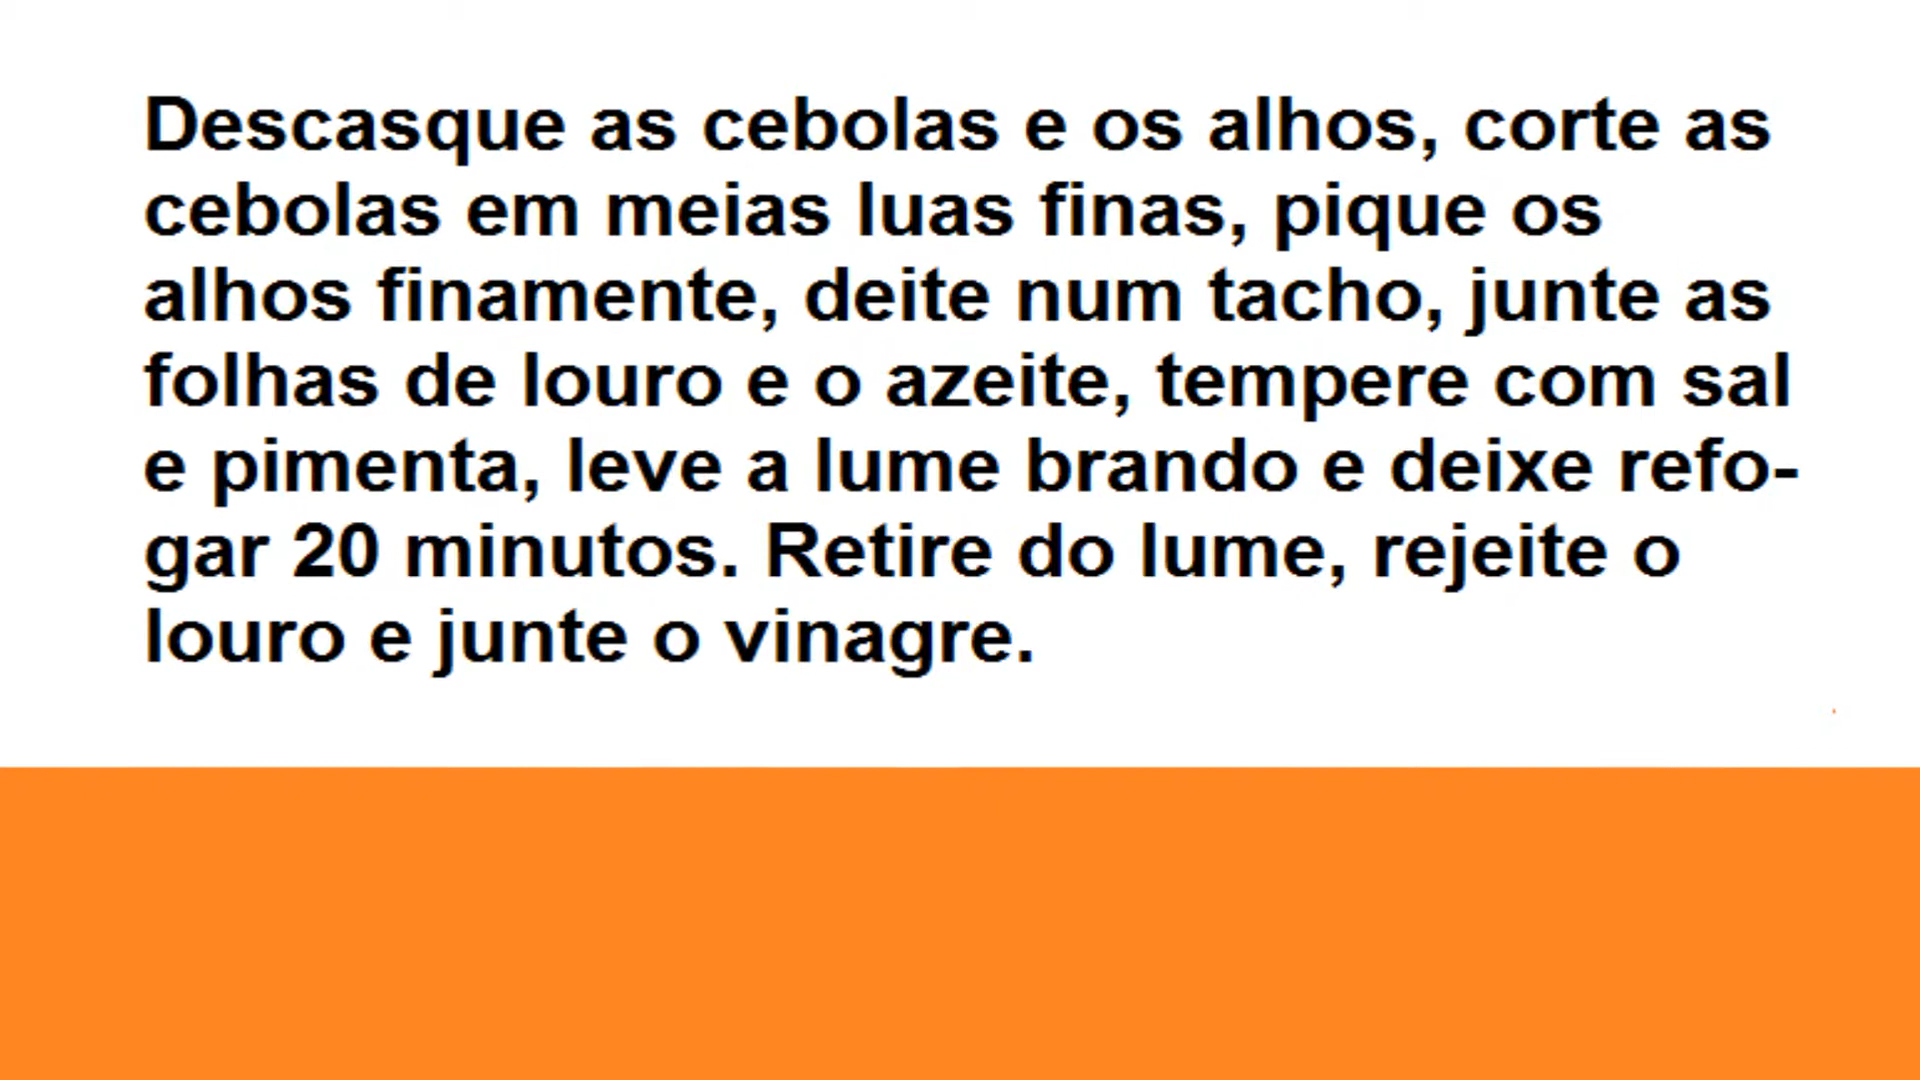 Descasque as cebolas e os alhos, corte as
cebolas em meias luas finas, pique os
alhos finamente, deite num tacho, junte as
folhas de louro e o azeite, tempere com sal
e pimenta, leve a lume brando e deixe refo-
gar 20 minutos. Retire do lume, rejeite o
louro e junte o vinagre.